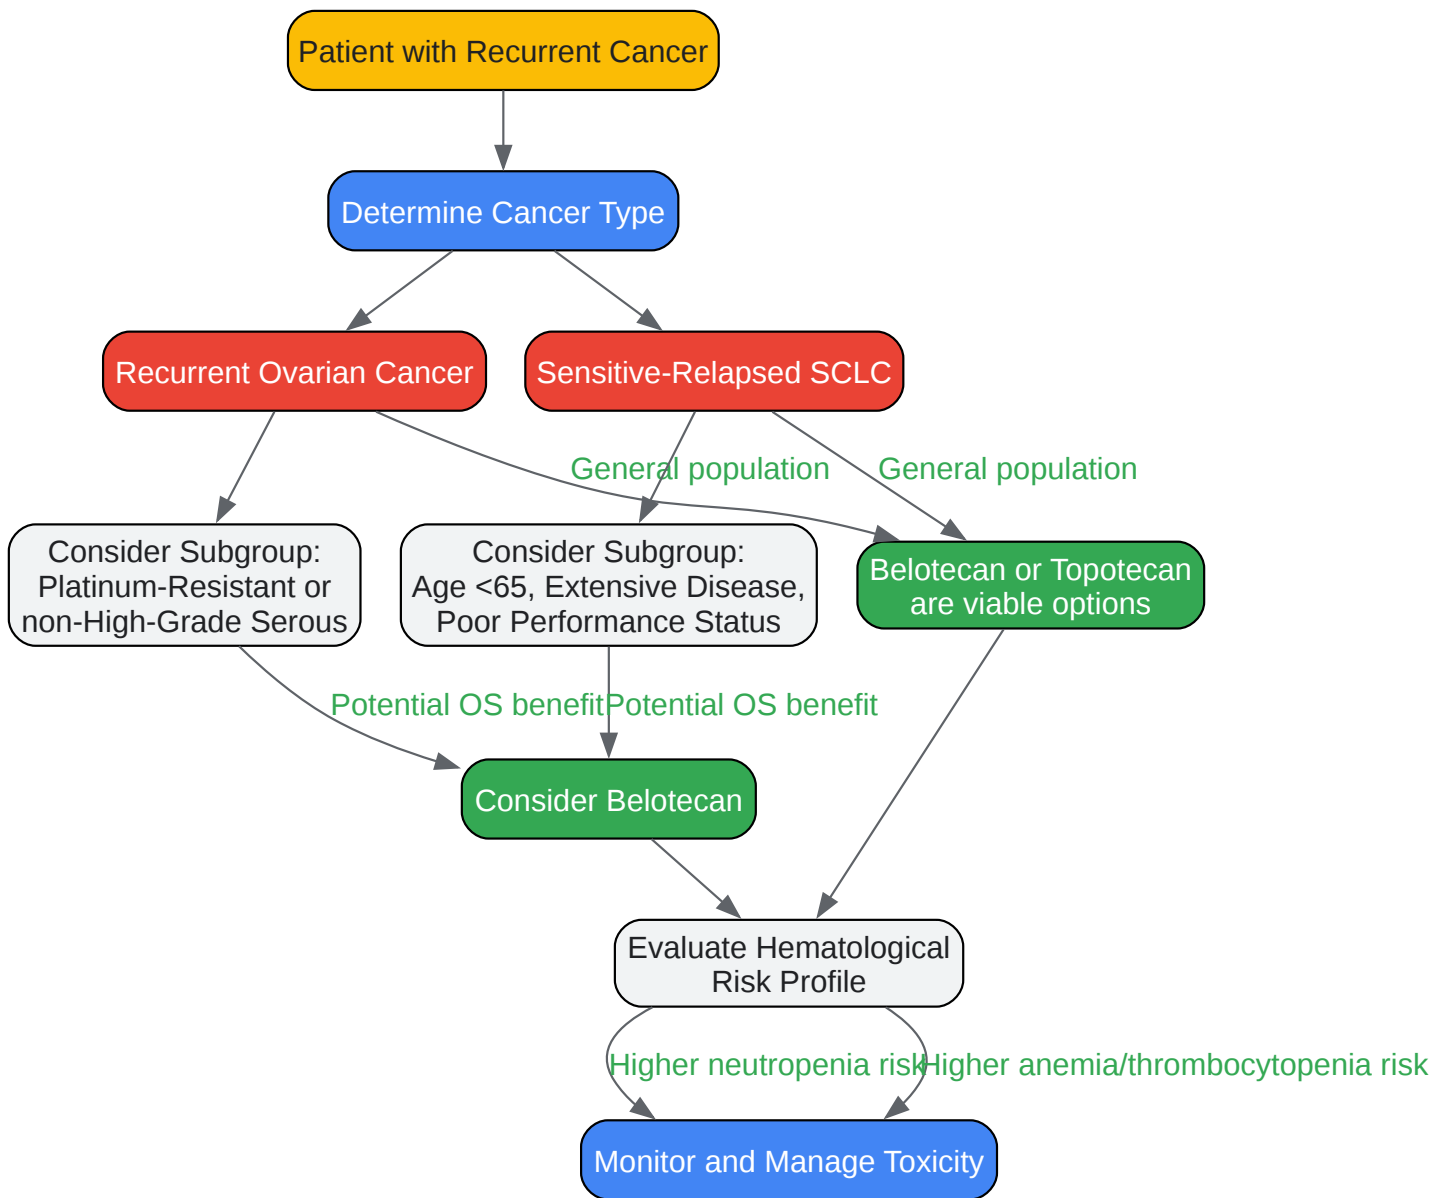 Patient with Recurrent Cancer
Determine Cancer Type
Recurrent Ovarian Cancer
Sensitive-Relapsed SCLC
General population
General population
Consider Subgroup:
Platinum-Resistant or
non-High-Grade Serous
Consider Subgroup:
Age <65, Extensive Disease,
Poor Performance Status
Belotecan or Topotecan
are viable options
Potential OS benefit
Potential OS benefit
Consider Belotecan
Evaluate Hematological
Risk Profile
Higher neutropenia risk
Higher anemia/thrombocytopenia risk
Monitor and Manage Toxicity